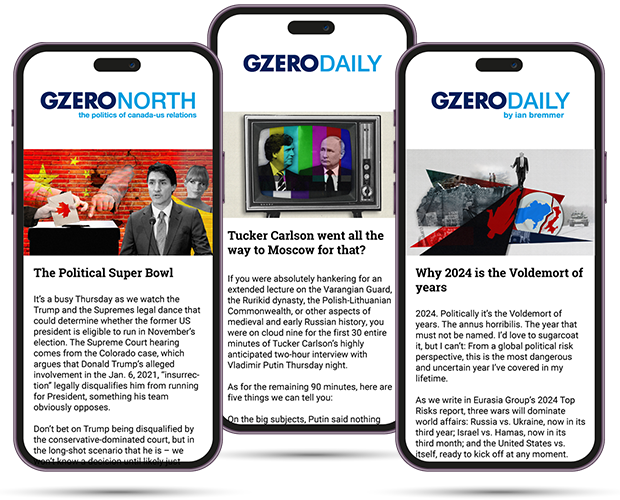 GZERONORTH
the politics of canada-us relations
The Political Super Bowl
It's a busy Thursday as we watch the
Trump and the Supremes legal dance that
could determine whether the former US
president is eligible to run in November's
election. The Supreme Court hearing
comes from the Colorado case, which
argues that Donald Trump's alleged
involvement in the Jan. 6, 2021, "insurrec-
tion" legally disqualifies him from running
for President, something his team
obviously opposes.
Don't bet on Trump being disqualified by
the conservative-dominated court, but in
the long-shot scenario that he is – we
won't know a decision until likely just
GZERODAILY
Tucker Carlson went all the
way to Moscow for that?
If you were absolutely hankering for an
extended lecture on the Varangian Guard,
the Rurikid dynasty, the Polish-Lithuanian
Commonwealth, or other aspects of
medieval and early Russian history, you
were on cloud nine for the first 30 entire
minutes of Tucker Carlson's highly
anticipated two-hour interview with
Vladimir Putin Thursday night.
As for the remaining 90 minutes, here are
five things we can tell you:
On the big subjects, Putin said nothing
GZERODAILY
by ian bremmer
Why 2024 is the Voldemort of
years
2024. Politically it's the Voldemort of
years. The annus horribilis. The year that
must not be named. I'd love to sugarcoat
it, but I can't: From a global political risk
perspective, this is the most dangerous
and uncertain year I've covered in my
lifetime.
As we write in Eurasia Group's 2024 Top
Risks report, three wars will dominate
world affairs: Russia vs. Ukraine, now in its
third year; Israel vs. Hamas, now in its
third month; and the United States vs.
itself, ready to kick off at any moment.